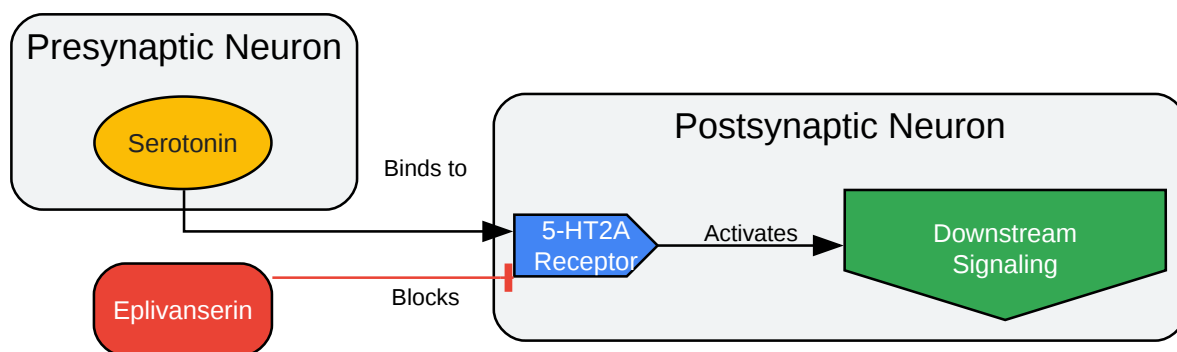 Presynaptic Neuron
Serotonin
Postsynaptic Neuron
Binds to
5-HT2A
Receptor
Activates
Downstream
Signaling
Eplivanserin
Blocks